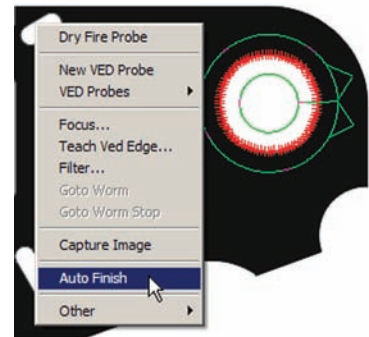 Dry Fire Probe
New VED Probe
VED Probes
Focus...
Teach Ved Edge...
Filter...
Goto Worm
Goto Worm Stop
Capture Image
Auto Finish
Other